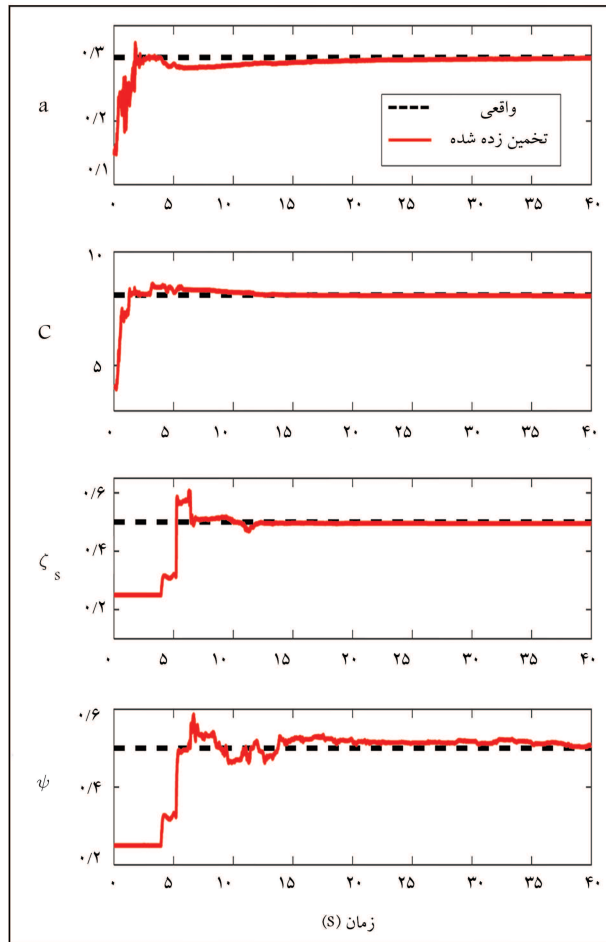 ۰/۳
a
۰/۲
۰/۱
واقعی
تخمین زده شده
۰ ۵ ۱۰ ۱۵ ۲۰ ۲۵ ۳۰ ۳۵ ۴۰
۱۰
C
۵
۰ ۵ ۱۰ ۱۵ ۲۰ ۲۵ ۳۰ ۳۵ ۴۰
۰/۶
۰/۴
ζ s
۰/۲
۰ ۵ ۱۰ ۱۵ ۲۰ ۲۵ ۳۰ ۳۵ ۴۰
۰/۶
ψ
۰/۴
۰/۲
۰ ۵ ۱۰ ۱۵ ۲۰ ۲۵ ۳۰ ۳۵ ۴۰
زمان (s)